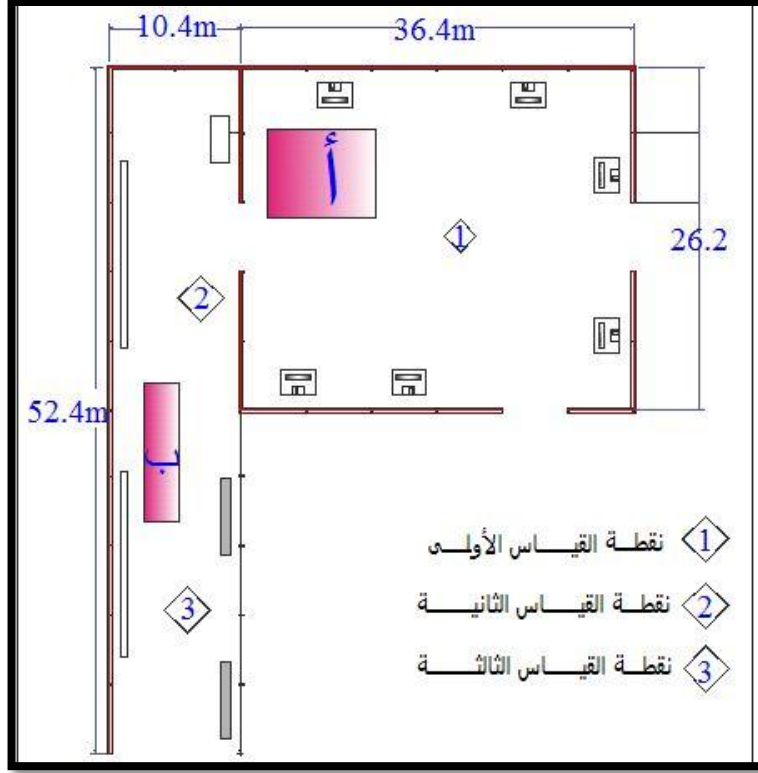 10.4m 36.4m
أ
1
26.2
2
52.4m
ب
3
1 نقطة القياس الأولى
2 نقطة القياس الثانية
3 نقطة القياس الثالثة